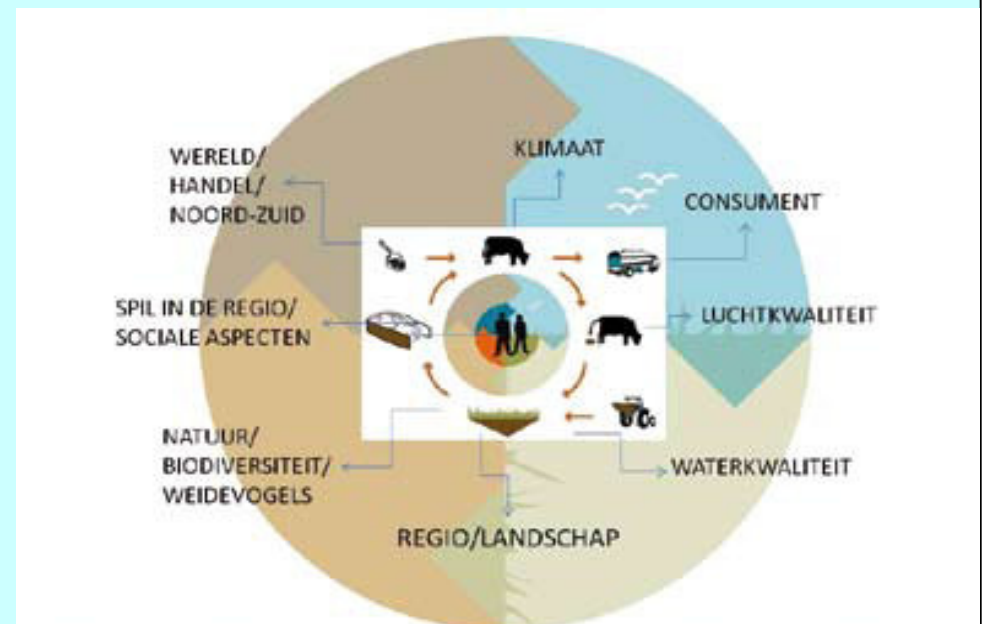 KLIMAAT
WERELD/
HANDEL/
NOORD-ZUID
CONSUMENT
SPIL IN DE REGIO/
SOCIALE ASPECTEN
LUCHTKWALITEIT
NATUUR/
BIODIVERSITEIT/
WEIDEVOGELS
WATERKWALITEIT
REGIO/LANDSCHAP